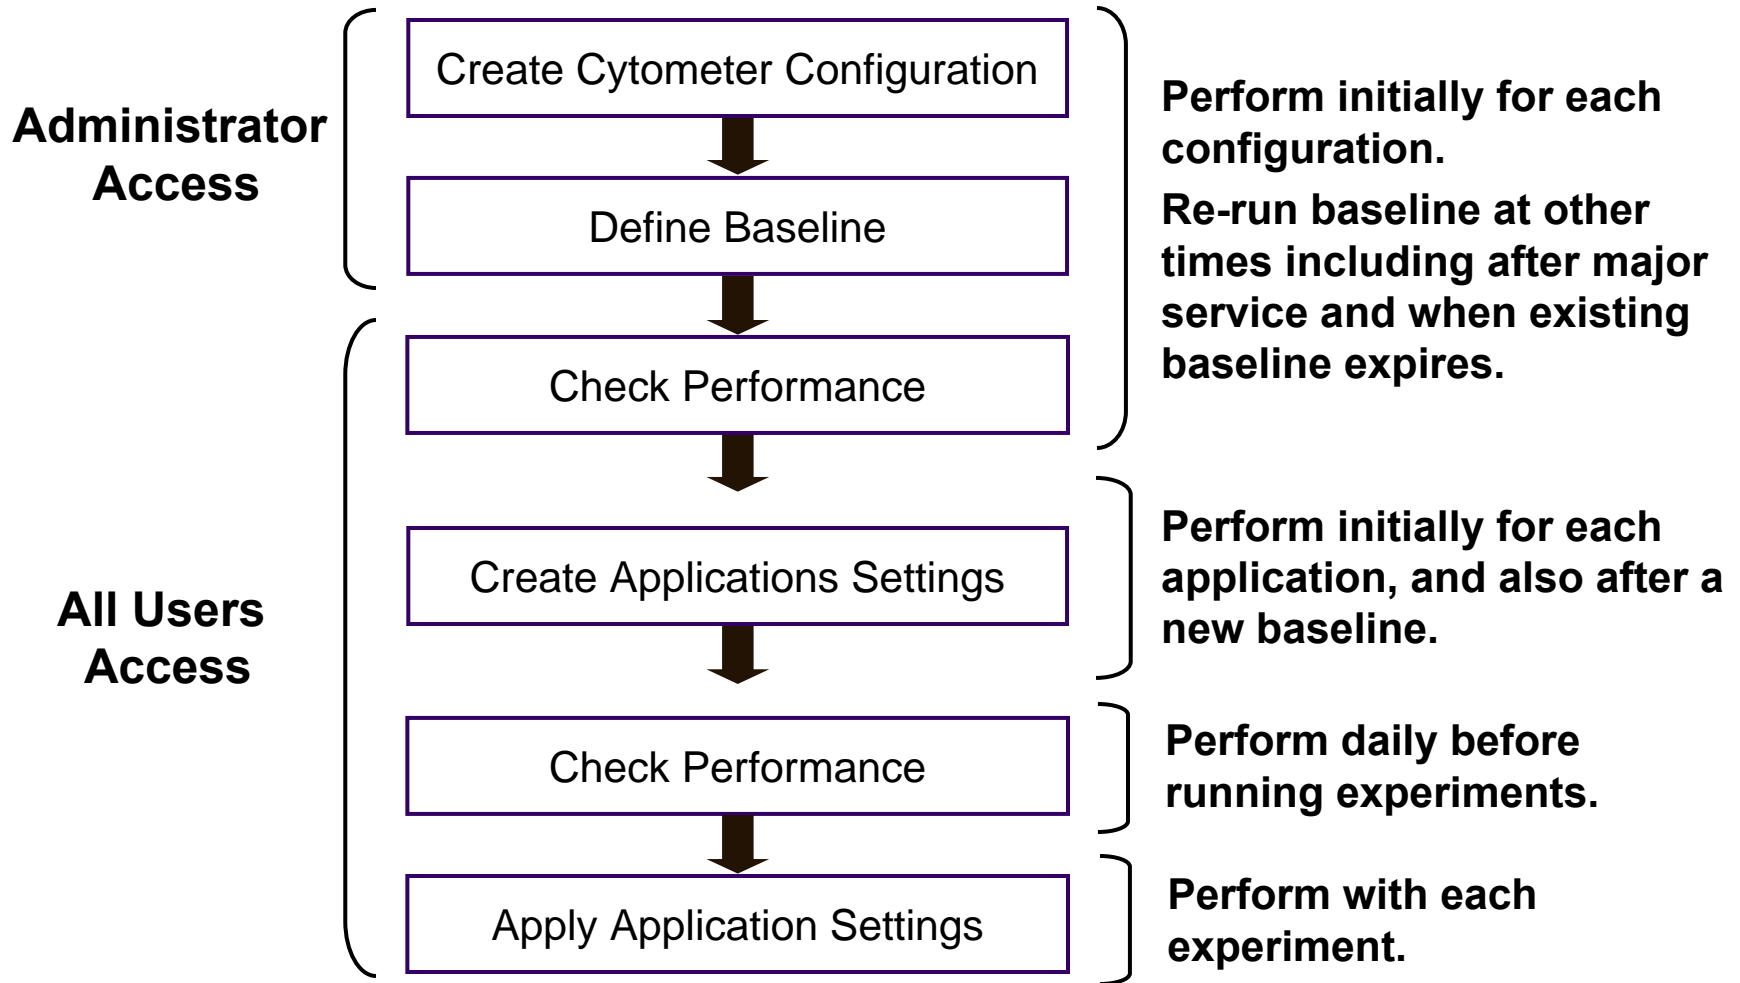 Administrator
Access
All Users
Access
Create Cytometer Configuration
Define Baseline
Check Performance
Create Applications Settings
Check Performance
Apply Application Settings
Perform initially for each
configuration.
Re-run baseline at other
times including after major
service and when existing
baseline expires.
Perform initially for each
application, and also after a
new baseline.
Perform daily before
running experiments.
Perform with each
experiment.